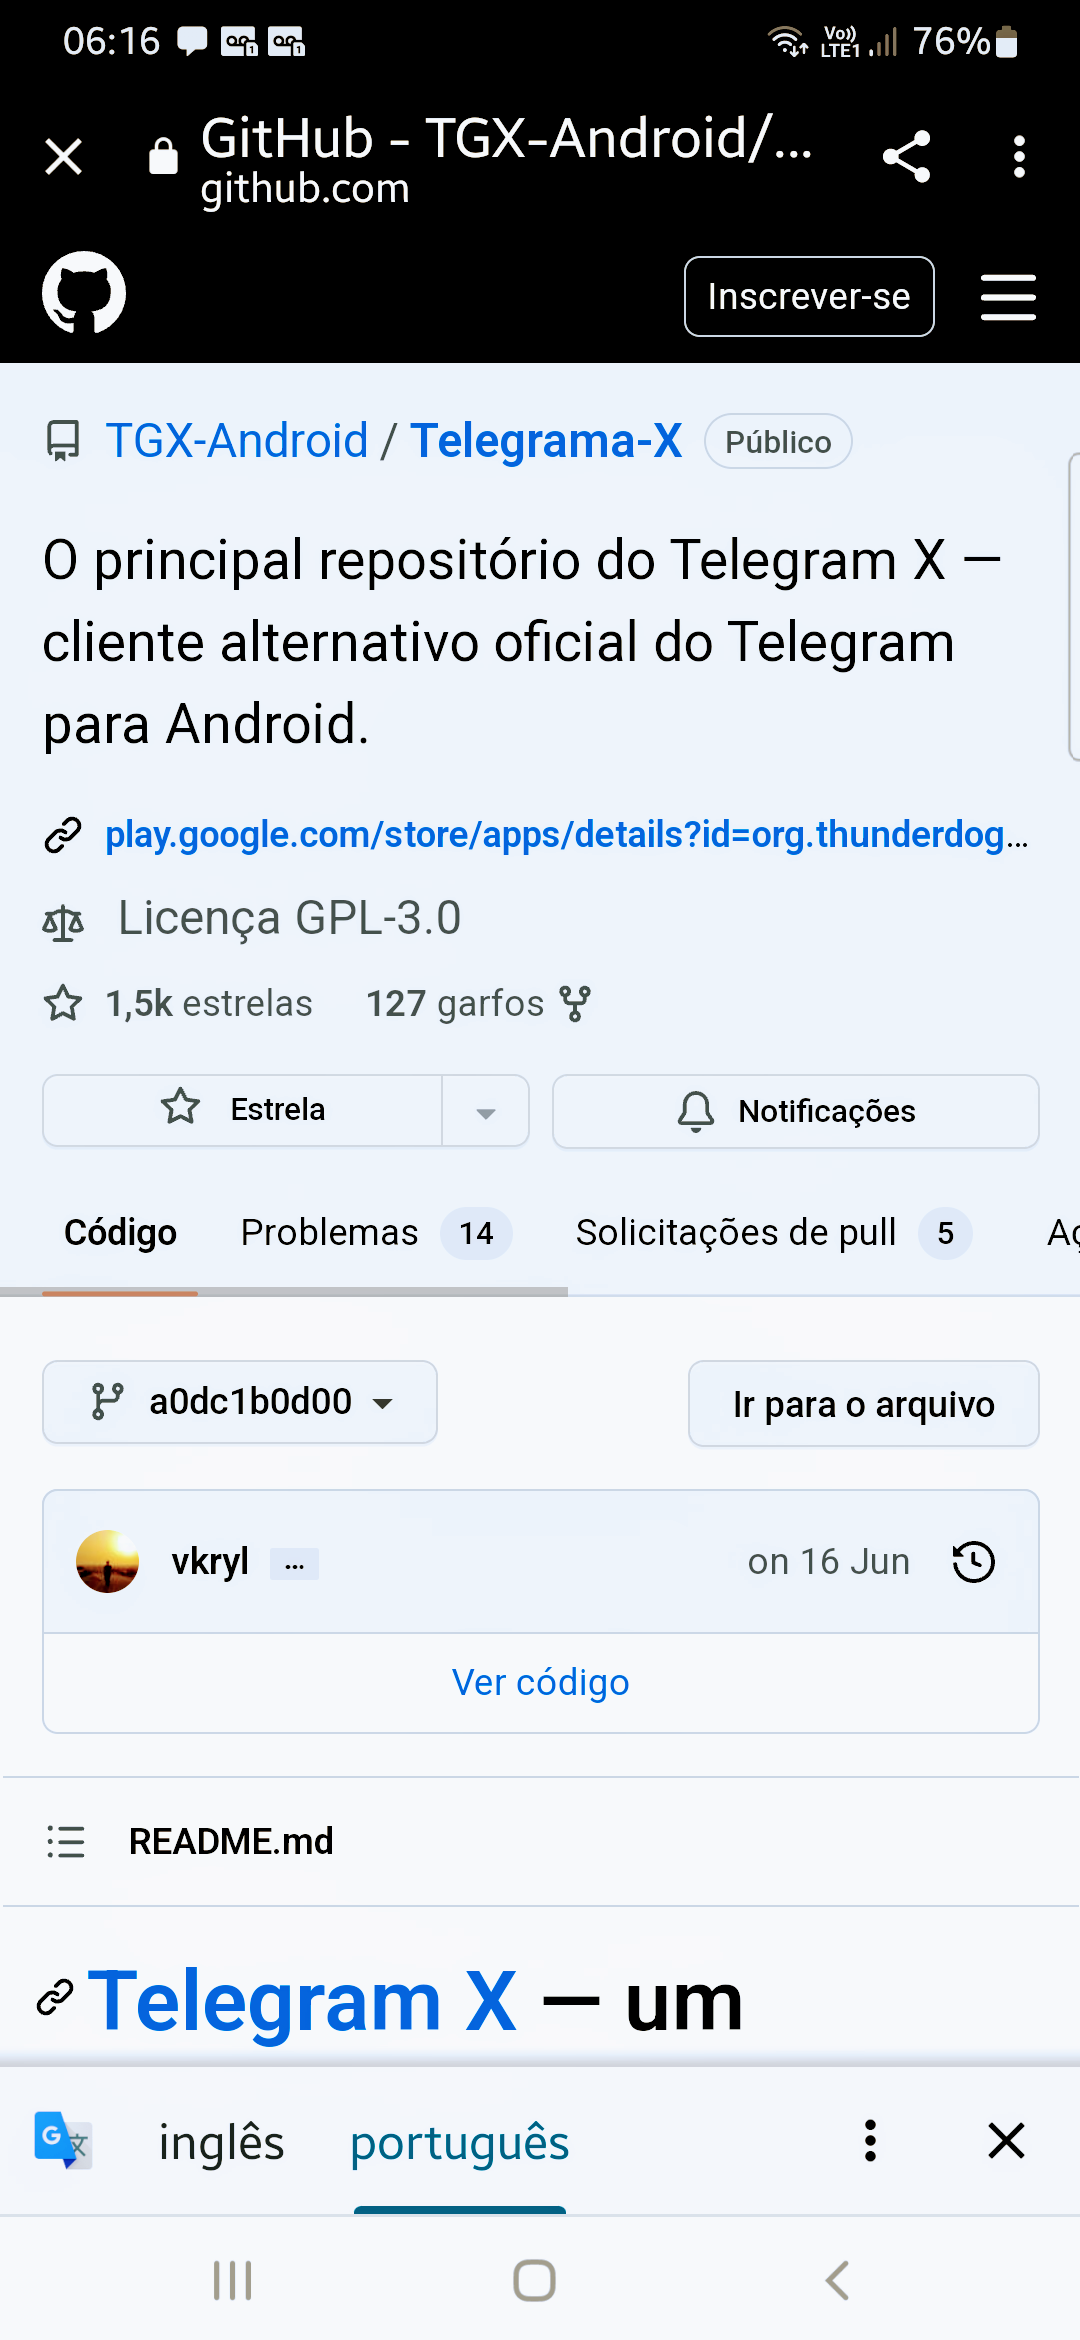 06:16
Vo)) LTE1 76%
GitHub - TGX-Android/...
github.com
Inscrever-se
TGX-Android / Telegrama-X Público
O principal repositório do Telegram X —
cliente alternativo oficial do Telegram
para Android.
play.google.com/store/apps/details?id=org.thunderdog...
Licença GPL-3.0
1,5k estrelas 127 garfos
Estrela Notificações
Código Problemas 14 Solicitações de pull 5 Aç
a0dc1b0d00 Ir para o arquivo
vkryl ... on 16 Jun
Ver código
README.md
Telegram X — um
inglês português